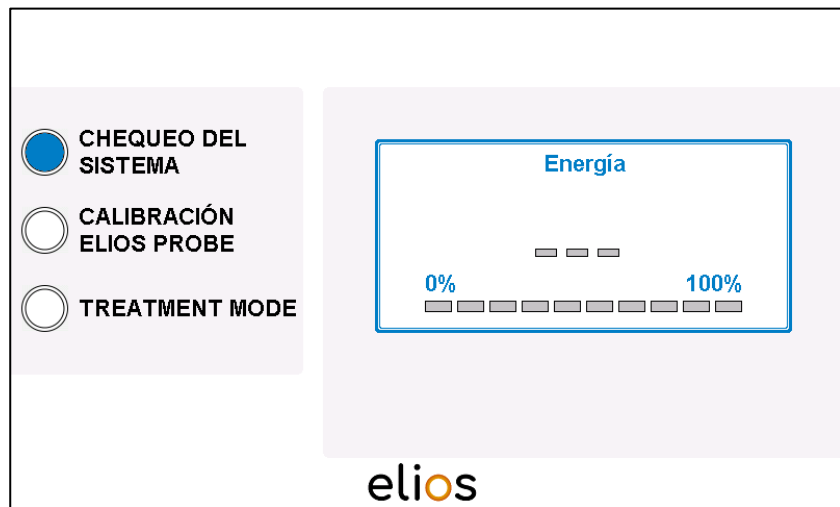 CHEQUEO DEL
SISTEMA
CALIBRACIÓN
ELIOS PROBE
TREATMENT MODE
Energía
0% 100%
elios